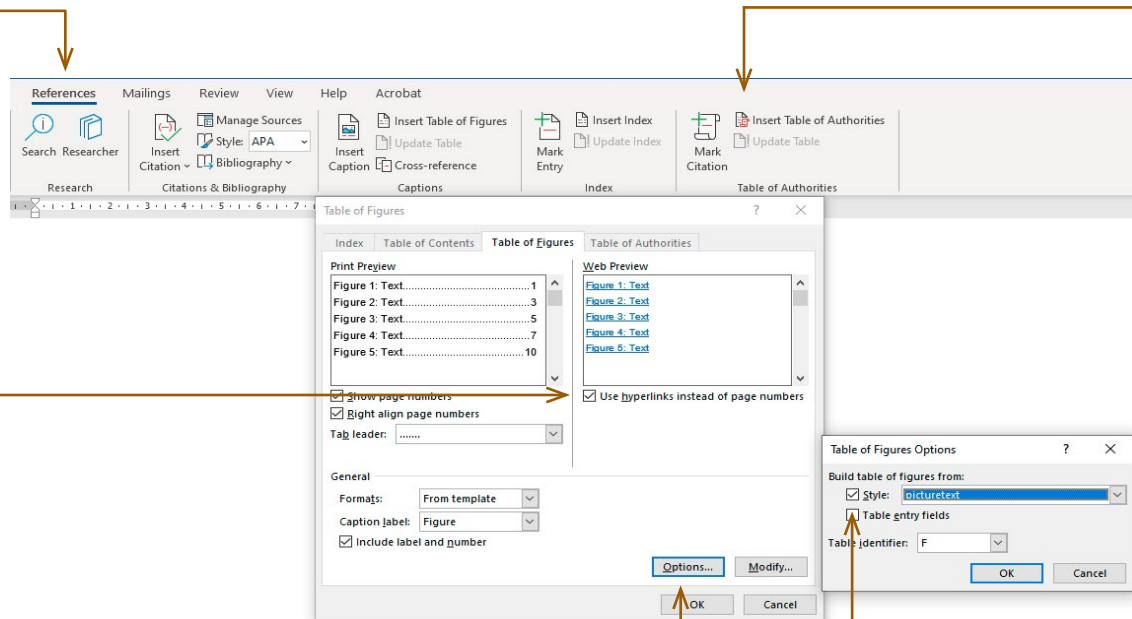 References Mailings Review View Help Acrobat
Search Researcher
Research
Insert Citation
Manage Sources
Style: APA
Bibliography
Citations & Bibliography
Insert Caption
Insert Table of Figures
Update Table
Cross-reference
Captions
Mark Entry
Insert Index
Update Index
Index
Mark Citation
Insert Table of Authorities
Update Table
Table of Authorities
1 2 3 4 5 6 7
Table of Figures ?
Index Table of Contents Table of Figures Table of Authorities
Print Preview
Figure 1: Text........................................1
Figure 2: Text........................................3
Figure 3: Text........................................5
Figure 4: Text........................................7
Figure 5: Text......................................10
Show page numbers
Right align page numbers
Tab leader: .......
Web Preview
Figure 1: Text
Figure 2: Text
Figure 3: Text
Figure 4: Text
Figure 5: Text
Use hyperlinks instead of page numbers
General
Formats: From template
Caption label: Figure
Include label and number
Options... Modify...
OK Cancel
Table of Figures Options ?
Build table of figures from:
Style: picturetext
Table entry fields
Table identifier: F
OK Cancel